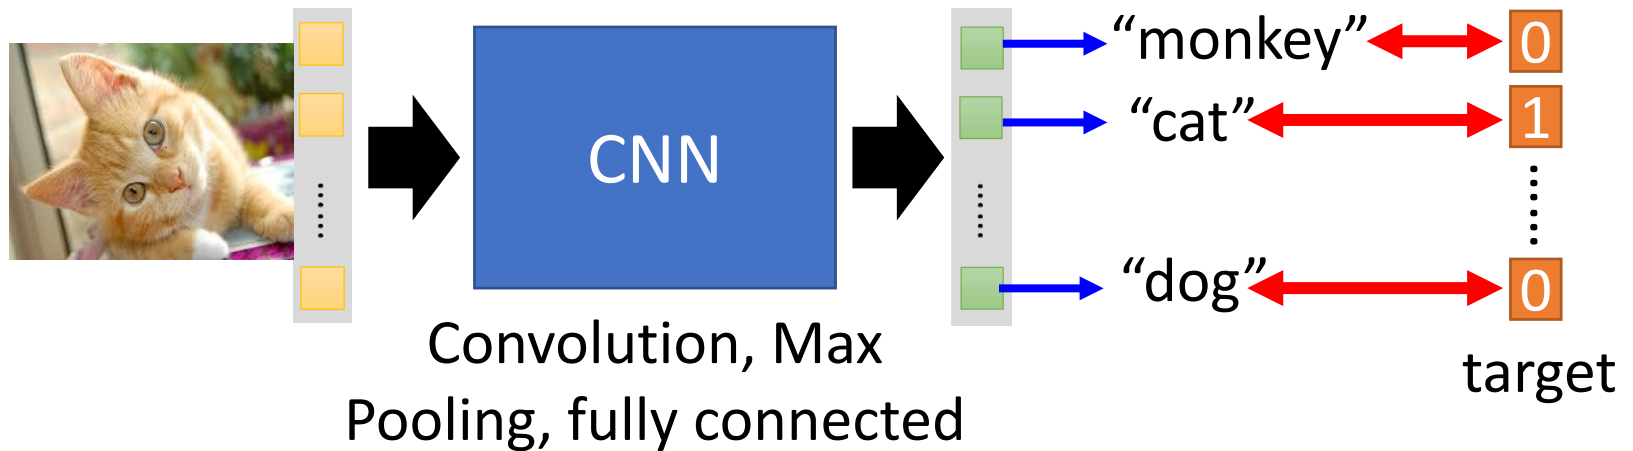 “monkey”
0
CNN
“cat”
1
“dog”
0
Convolution, Max
Pooling, fully connected
target